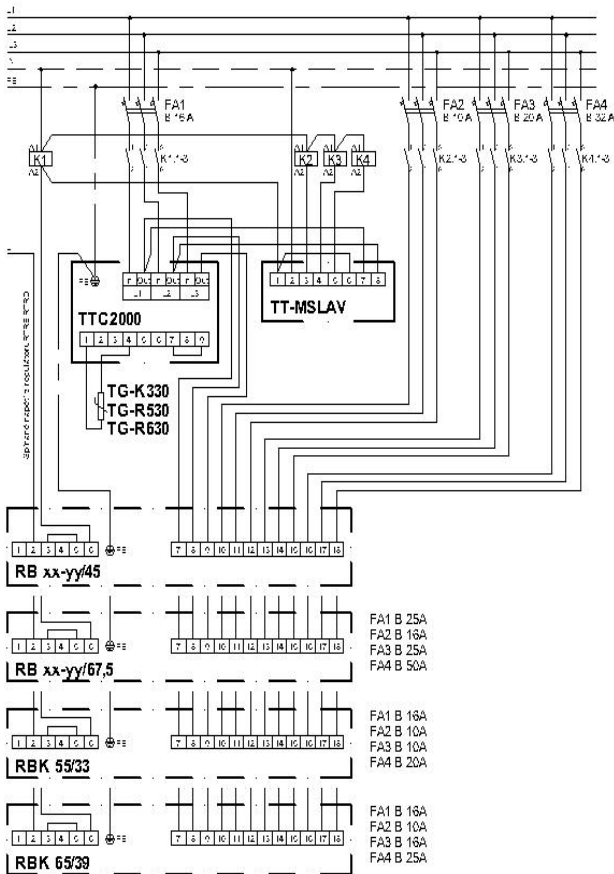 L1
L2
L3
PE
FA1
B 16A
FA2
B 10A
FA3
B 20A
FA4
B 32A
A1
K1
A2
K1.1-3
A1
K2
A2
A1
K3
A2
A1
K4
A2
K2.1-3
K3.1-3
K4.1-3
PE
In Out In Out In Out
L1 L2 L3
TTC2000
1 2 3 4 5 6 7 8 9
1 2 3 4 5 6 7 8
TT-MSLAV
TG-K330
TG-R530
TG-R630
1 2 3 4 5 6 PE
7 8 9 10 11 12 13 14 15 16 17 18
RB xx-yy/45
1 2 3 4 5 6 PE
7 8 9 10 11 12 13 14 15 16 17 18
RB xx-yy/67,5
FA1 B 25A
FA2 B 16A
FA3 B 25A
FA4 B 50A
1 2 3 4 5 6 PE
7 8 9 10 11 12 13 14 15 16 17 18
RBK 55/33
FA1 B 16A
FA2 B 10A
FA3 B 10A
FA4 B 20A
1 2 3 4 5 6 PE
7 8 9 10 11 12 13 14 15 16 17 18
RBK 65/39
FA1 B 16A
FA2 B 10A
FA3 B 16A
FA4 B 25A